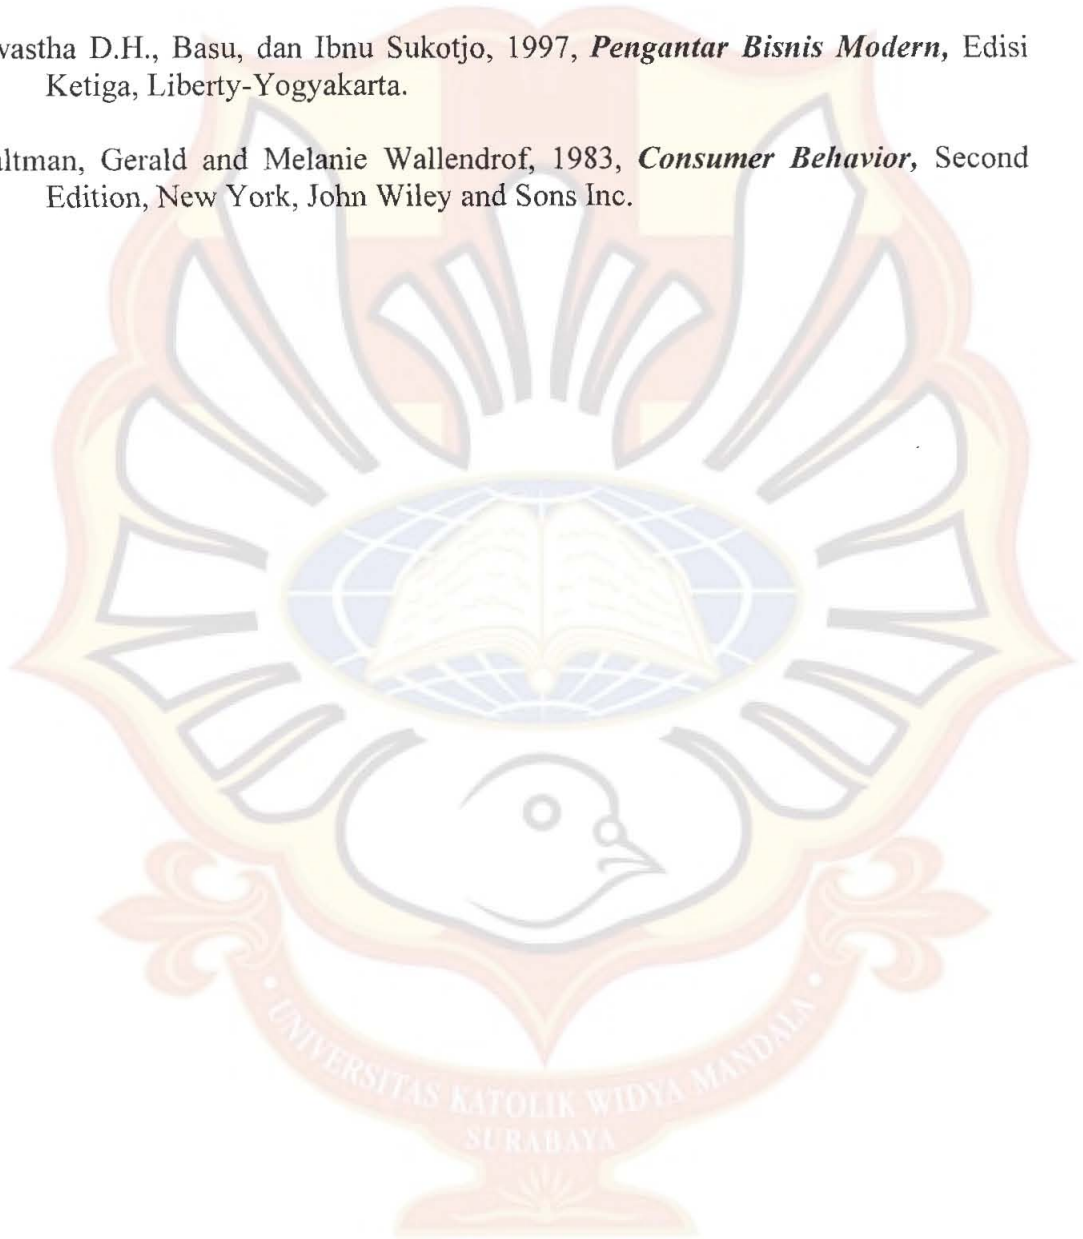 vastha D.H., Basu, dan Ibnu Sukotjo, 1997, Pengantar Bisnis Modern, Edisi
Ketiga, Liberty-Yogyakarta.
ltman, Gerald and Melanie Wallendrof, 1983, Consumer Behavior, Second
Edition, New York, John Wiley and Sons Inc.
• UNIVERSITAS KATOLIK WIDYA MANDALA •
SURABAYA